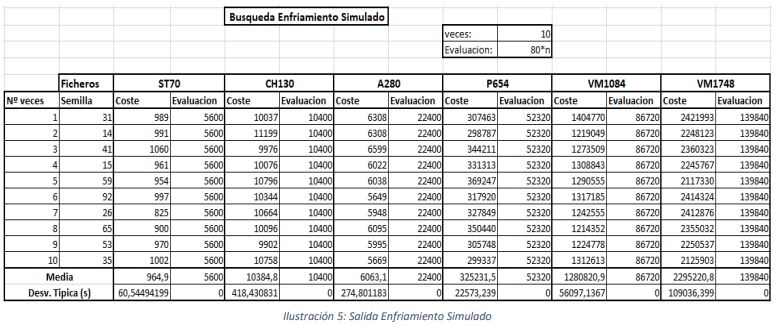 Busqueda Enfriamiento Simulado
veces: 10
Evaluacion: 80*n
Ficheros ST70 CH130 A280 P654 VM1084 VM1748
Nº veces Semilla Coste Evaluacion Coste Evaluacion Coste Evaluacion Coste Evaluacion Coste Evaluacion Coste Evaluacion
1 31 989 5600 10037 10400 6308 22400 307463 52320 1404770 86720 2421993 139840
2 14 991 5600 11199 10400 6308 22400 298787 52320 1219049 86720 2248123 139840
3 41 1060 5600 9976 10400 6599 22400 344211 52320 1273509 86720 2360323 139840
4 15 961 5600 10076 10400 6022 22400 331313 52320 1308843 86720 2245767 139840
5 59 954 5600 10796 10400 6038 22400 369247 52320 1290555 86720 2117330 139840
6 92 997 5600 10344 10400 5649 22400 317920 52320 1317185 86720 2414324 139840
7 26 825 5600 10664 10400 5948 22400 327849 52320 1242555 86720 2412876 139840
8 65 900 5600 10096 10400 6095 22400 350440 52320 1214352 86720 2355032 139840
9 53 970 5600 9902 10400 5995 22400 305748 52320 1224778 86720 2250537 139840
10 35 1002 5600 10758 10400 5669 22400 299337 52320 1312613 86720 2125903 139840
Media 964,9 5600 10384,8 10400 6063,1 22400 325231,5 52320 1280820,9 86720 2295220,8 139840
Desv. Tipica (s) 60,54494199 0 418,430831 0 274,801183 0 22573,239 0 56097,1367 0 109036,399 0
Ilustración 5: Salida Enfriamiento Simulado